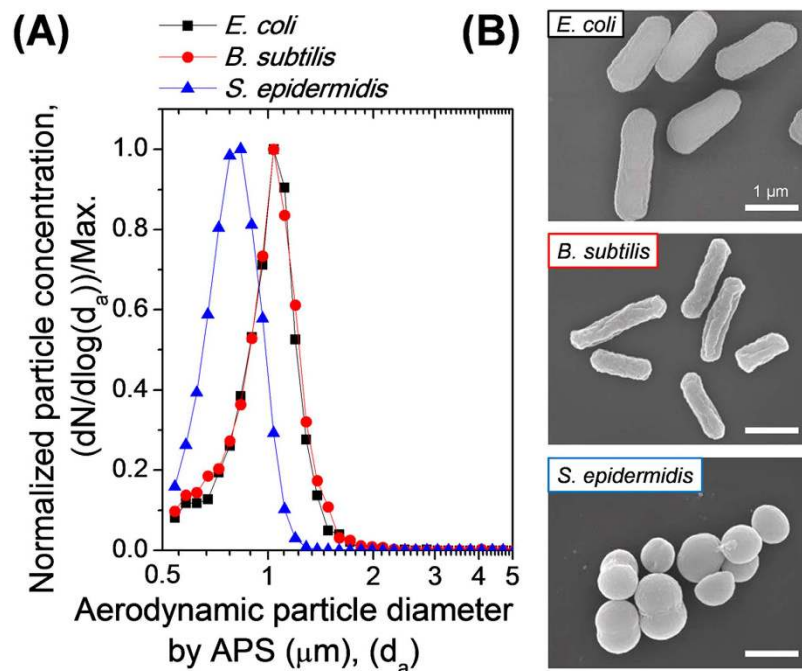 (A)
E. coli
B. subtilis
S. epidermidis
Normalized particle concentration,
(dN/dlog(dₐ))/Max.
1.0
0.8
0.6
0.4
0.2
0.0
0.5
1
2
3
4
5
Aerodynamic particle diameter
by APS (μm), (dₐ)
(B)
E. coli
1 μm
B. subtilis
S. epidermidis